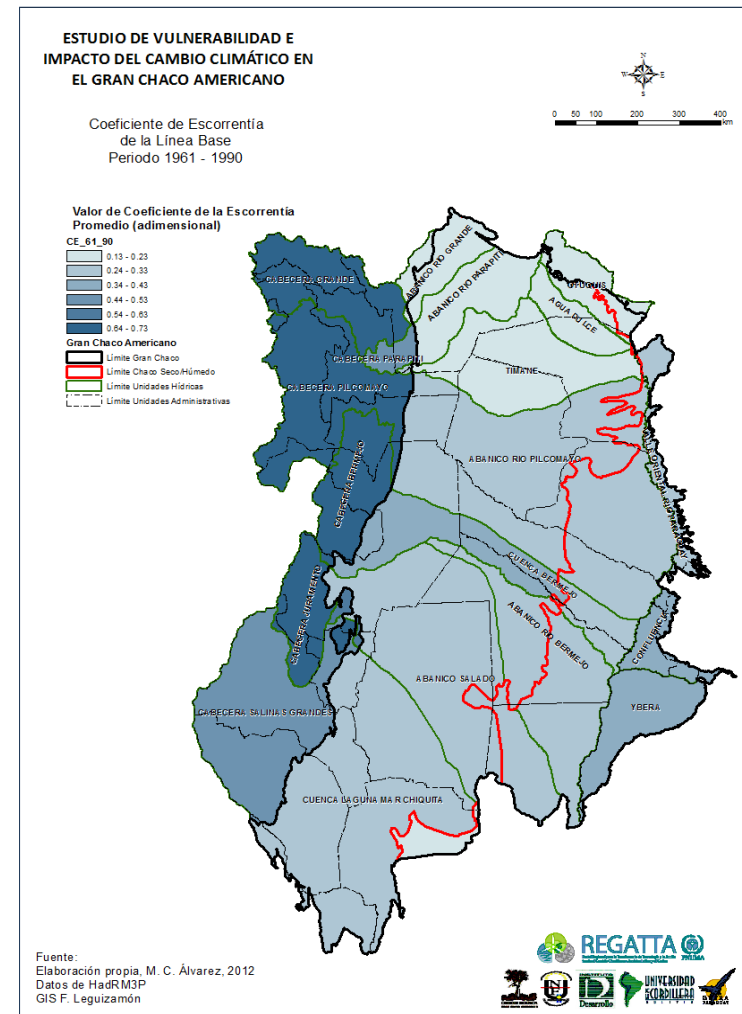 ESTUDIO DE VULNERABILIDAD E
IMPACTO DEL CAMBIO CLIMÁTICO EN
EL GRAN CHACO AMERICANO
Coeficiente de Escorrentía
de la Línea Base
Periodo 1961 - 1990
N
W E
S
0 50 100 200 300 400
km
Valor de Coeficiente de la Escorrentía
Promedio (adimensional)
CE_61_90
0.13 - 0.23
0.24 - 0.33
0.34 - 0.43
0.44 - 0.53
0.54 - 0.63
0.64 - 0.73
Gran Chaco Americano
Límite Gran Chaco
Límite Chaco Seco/Húmedo
Límite Unidades Hídricas
Límite Unidades Administrativas
CABECERA GRANDE
ABANICO RIO GRANDE
ABANICO RIO PARAPITI
OTUQUIS
AGUA DULCE
CABECERA PARAPITI
TIMANE
CABECERA PILCOMAYO
ABANICO RIO PILCOMAYO
ORIENTAL RIO PARAGUAY
CABECERA BERMEJO
CUENCA BERMEJO
ABANICO RIO BERMEJO
CONFLUENCIA
CABECERA JURAMENTO
ABANICO SALADO
YBERA
CABECERA SALINAS GRANDES
CUENCA LAGUNA MAR CHIQUITA
Fuente:
Elaboración propia, M. C. Álvarez, 2012
Datos de HadRM3P
GIS F. Leguizamón
REGATTA
PNUMA
Desarrollo
UNIVERSIDAD
CORDILLERA
BOLIVIA